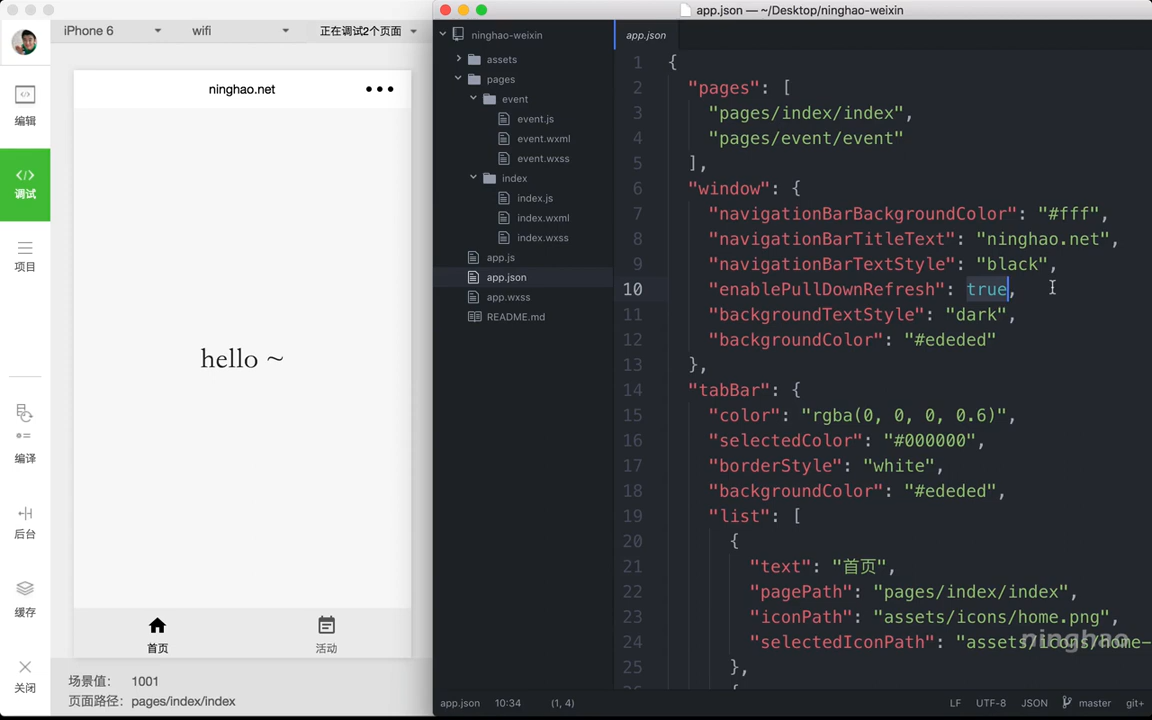 iPhone 6
wifi
正在调试2个页面
编辑
调试
项目
编译
后台
缓存
关闭
ninghao.net
hello ~
首页
活动
场景值: 1001
页面路径: pages/index/index
app.json — ~/Desktop/ninghao-weixin
ninghao-weixin
assets
pages
event
event.js
event.wxml
event.wxss
index
index.js
index.wxml
index.wxss
app.js
app.json
app.wxss
README.md
app.json
1 {
2 "pages": [
3 "pages/index/index",
4 "pages/event/event"
5 ],
6 "window": {
7 "navigationBarBackgroundColor": "#fff",
8 "navigationBarTitleText": "ninghao.net",
9 "navigationBarTextStyle": "black",
10 "enablePullDownRefresh": true,
11 "backgroundTextStyle": "dark",
12 "backgroundColor": "#ededed"
13 },
14 "tabBar": {
15 "color": "rgba(0, 0, 0, 0.6)",
16 "selectedColor": "#000000",
17 "borderStyle": "white",
18 "backgroundColor": "#ededed",
19 "list": [
20 {
21 "text": "首页",
22 "pagePath": "pages/index/index",
23 "iconPath": "assets/icons/home.png",
24 "selectedIconPath": "assets/icons/home-
25 },
ninghao
app.json 10:34 (1, 4) LF UTF-8 JSON master git+